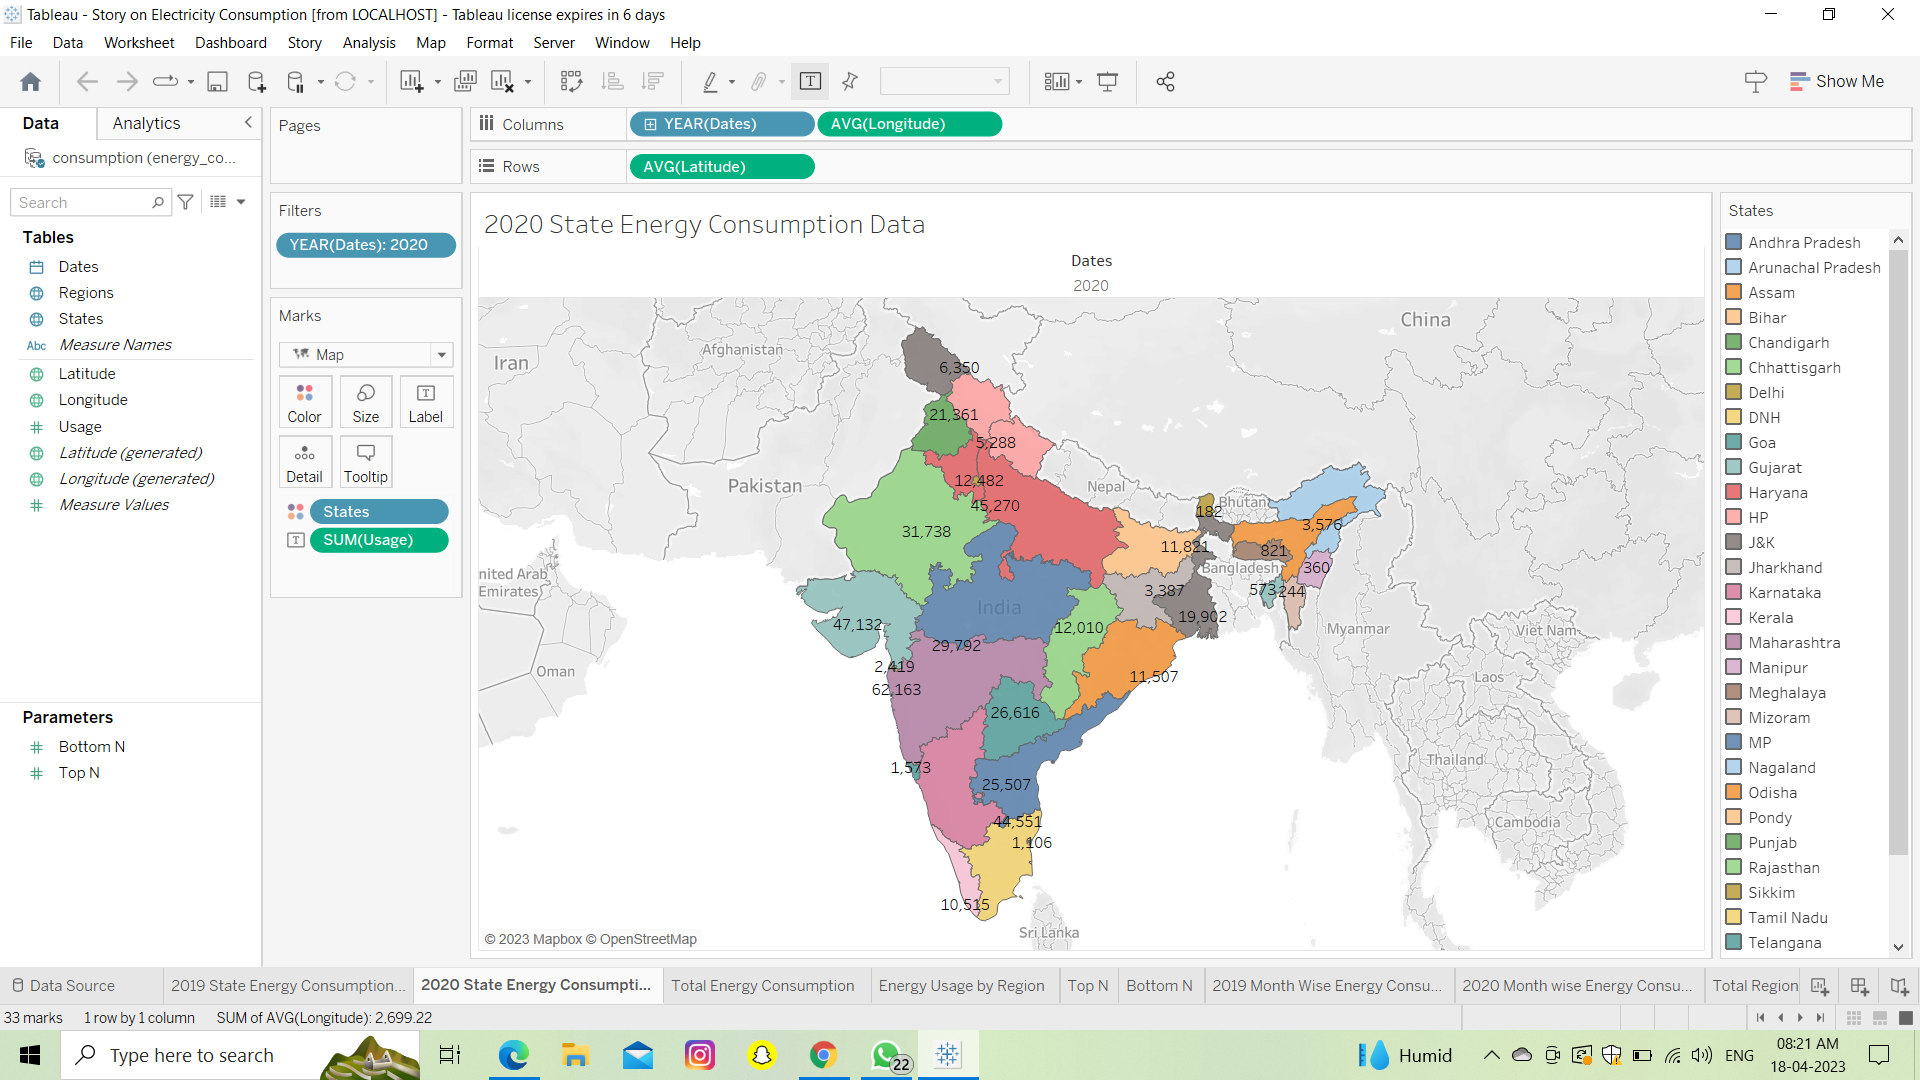 Tableau - Story on Electricity Consumption [from LOCALHOST] - Tableau license expires in 6 days
File Data Worksheet Dashboard Story Analysis Map Format Server Window Help
Show Me
Data Analytics
consumption (energy_co...
Search
Tables
Dates
Regions
States
Abc Measure Names
Latitude
Longitude
Usage
Latitude (generated)
Longitude (generated)
Measure Values
Parameters
Bottom N
Top N
Pages
Filters
YEAR(Dates): 2020
Marks
Map
Color Size Label
Detail Tooltip
States
SUM(Usage)
Columns YEAR(Dates) AVG(Longitude)
Rows AVG(Latitude)
2020 State Energy Consumption Data
Dates
2020
China
Afghanistan
Iran
6,350
21,361
5,288
Pakistan
12,482
Nepal
45,270
182
Bhutan
31,738
3,576
11,821
821
Bangladesh
360
nited Arab
Emirates
3,387
573
244
India
47,132
19,902
12,010
Myanmar
Viet Nam
29,792
2,419
Oman
11,507
Laos
62,163
26,616
1,573
Thailand
25,507
44,551
Cambodia
1,106
10,515
Sri Lanka
© 2023 Mapbox © OpenStreetMap
States
Andhra Pradesh
Arunachal Pradesh
Assam
Bihar
Chandigarh
Chhattisgarh
Delhi
DNH
Goa
Gujarat
Haryana
HP
J&K
Jharkhand
Karnataka
Kerala
Maharashtra
Manipur
Meghalaya
Mizoram
MP
Nagaland
Odisha
Pondy
Punjab
Rajasthan
Sikkim
Tamil Nadu
Telangana
Data Source 2019 State Energy Consumption... 2020 State Energy Consumpti... Total Energy Consumption Energy Usage by Region Top N Bottom N 2019 Month Wise Energy Consu... 2020 Month wise Energy Consu... Total Region
33 marks 1 row by 1 column SUM of AVG(Longitude): 2,699.22
Type here to search
22
Humid
ENG
08:21 AM
18-04-2023